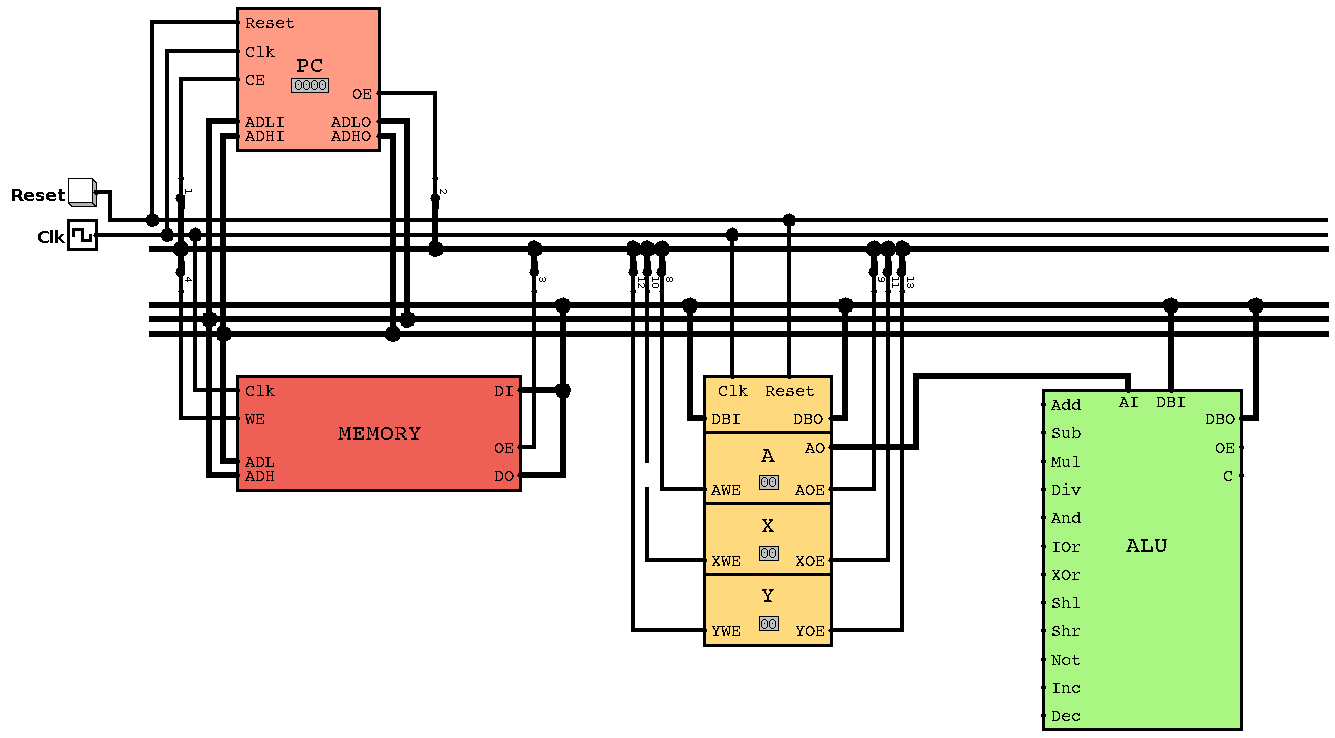 Reset
Clk
PC
CE
0000
OE
ADLI ADLO
ADHI ADHO
Reset
Clk
1
2
4
3
12
10
8
9
11
13
Clk DI
WE
MEMORY
OE
ADL
ADH DO
Clk Reset
DBI DBO
AO
A
00
AWE AOE
X
00
XWE XOE
Y
00
YWE YOE
AI DBI
Add
DBO
Sub
OE
Mul
C
Div
And
IOr
ALU
XOr
Shl
Shr
Not
Inc
Dec